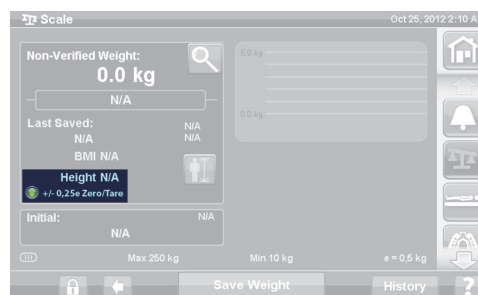 Scale
Oct 25, 2012 2:10 A
Non-Verified Weight:
0.0 kg
N/A
Last Saved:
N/A
N/A
N/A
BMI N/A
Height N/A
+/- 0,25e Zero/Tare
Initial:
N/A
N/A
5.0 kg
0.0 kg
Max 250 kg
Min 10 kg
e = 0,5 kg
Save Weight
History
?